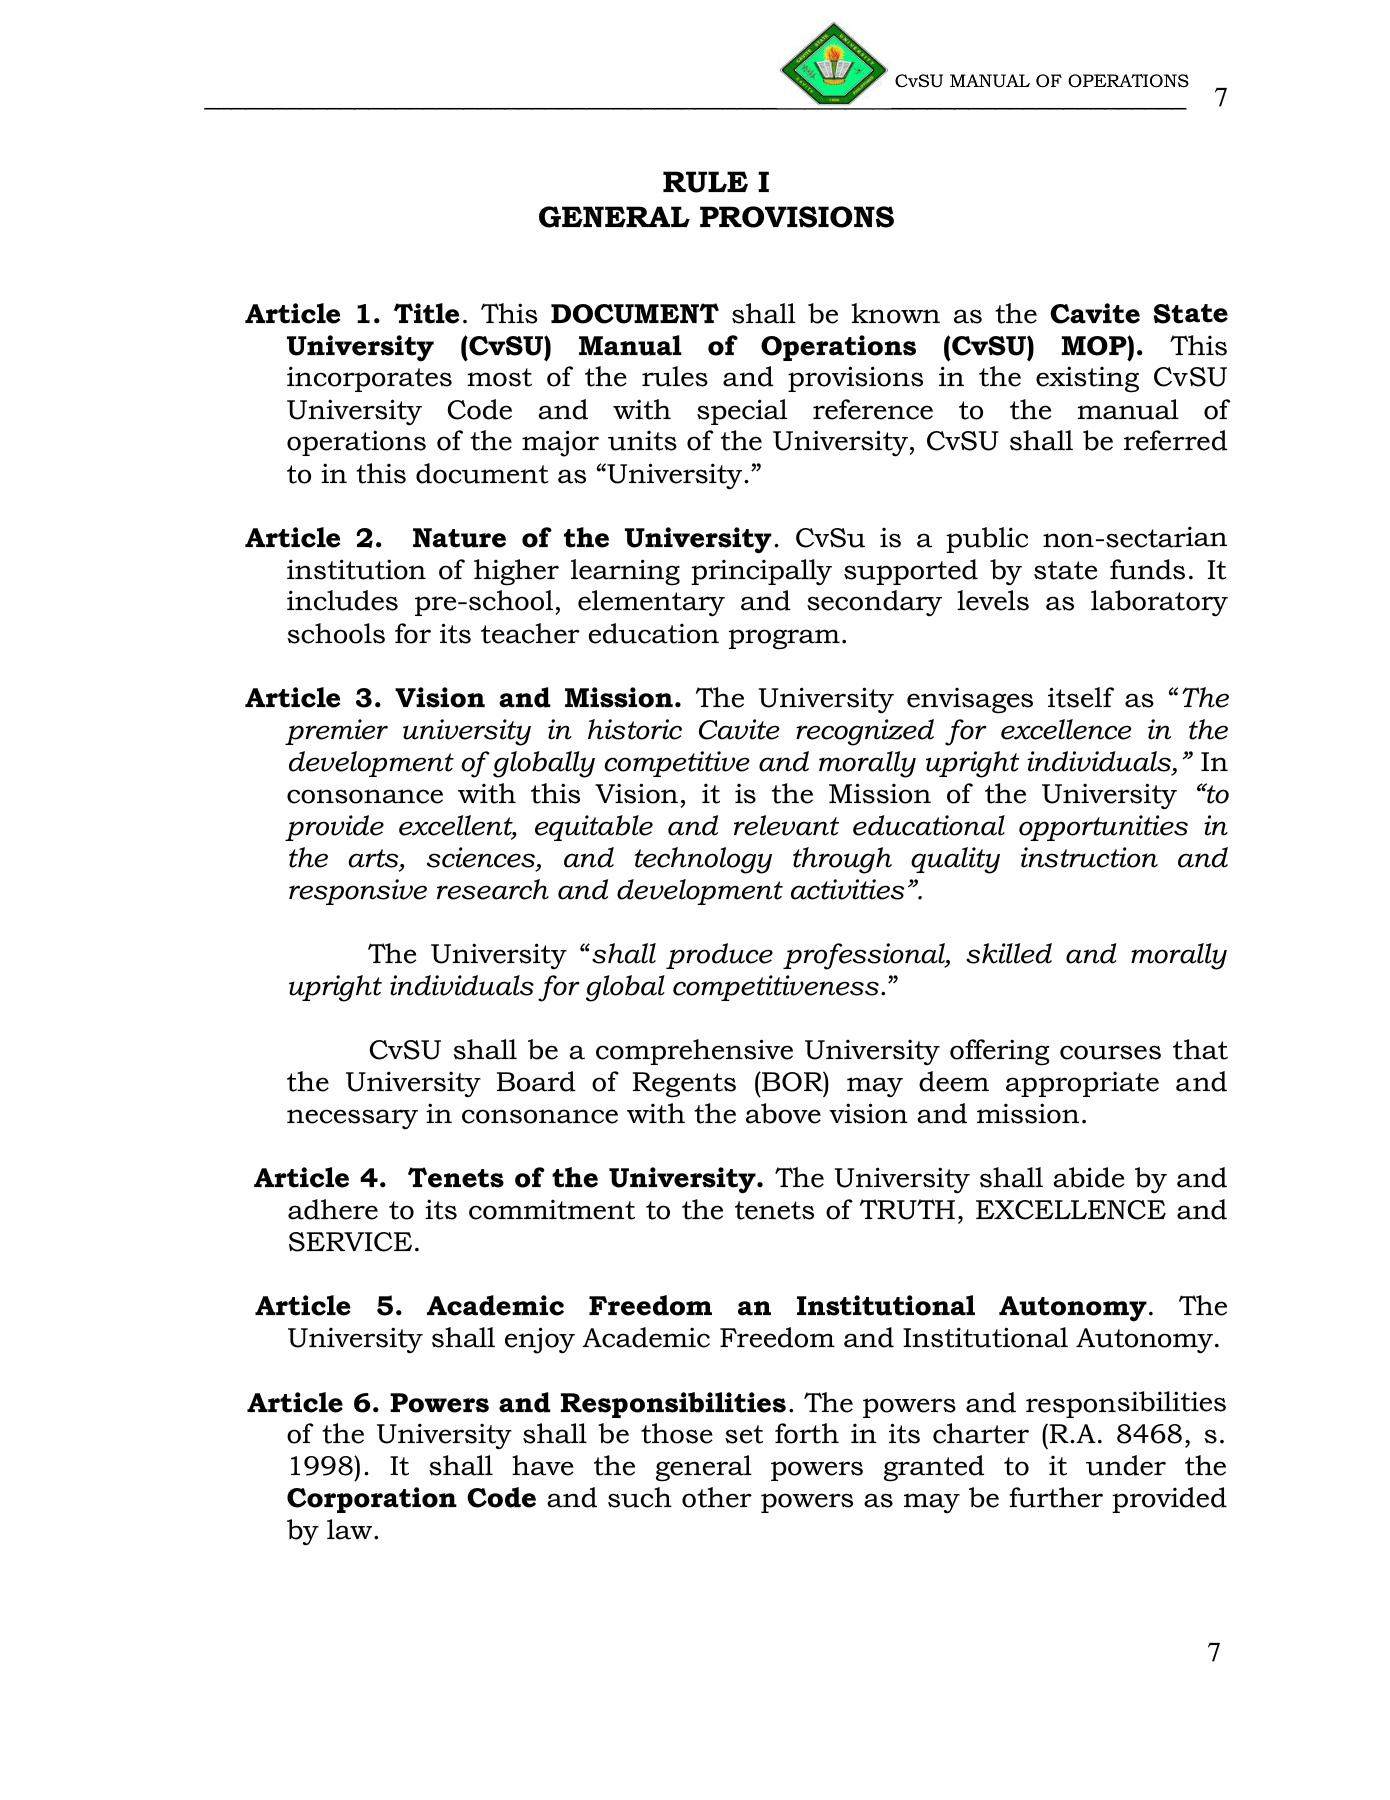 CvSU MANUAL OF OPERATIONS 7
RULE I
GENERAL PROVISIONS
Article 1. Title. This DOCUMENT shall be known as the Cavite State
University (CvSU) Manual of Operations (CvSU) MOP). This
incorporates most of the rules and provisions in the existing CvSU
University Code and with special reference to the manual of
operations of the major units of the University, CvSU shall be referred
to in this document as “University.”
Article 2. Nature of the University. CvSu is a public non-sectarian
institution of higher learning principally supported by state funds. It
includes pre-school, elementary and secondary levels as laboratory
schools for its teacher education program.
Article 3. Vision and Mission. The University envisages itself as “The
premier university in historic Cavite recognized for excellence in the
development of globally competitive and morally upright individuals,” In
consonance with this Vision, it is the Mission of the University “to
provide excellent, equitable and relevant educational opportunities in
the arts, sciences, and technology through quality instruction and
responsive research and development activities”.
The University “shall produce professional, skilled and morally
upright individuals for global competitiveness.”
CvSU shall be a comprehensive University offering courses that
the University Board of Regents (BOR) may deem appropriate and
necessary in consonance with the above vision and mission.
Article 4. Tenets of the University. The University shall abide by and
adhere to its commitment to the tenets of TRUTH, EXCELLENCE and
SERVICE.
Article 5. Academic Freedom an Institutional Autonomy. The
University shall enjoy Academic Freedom and Institutional Autonomy.
Article 6. Powers and Responsibilities. The powers and responsibilities
of the University shall be those set forth in its charter (R.A. 8468, s.
1998). It shall have the general powers granted to it under the
Corporation Code and such other powers as may be further provided
by law.
7